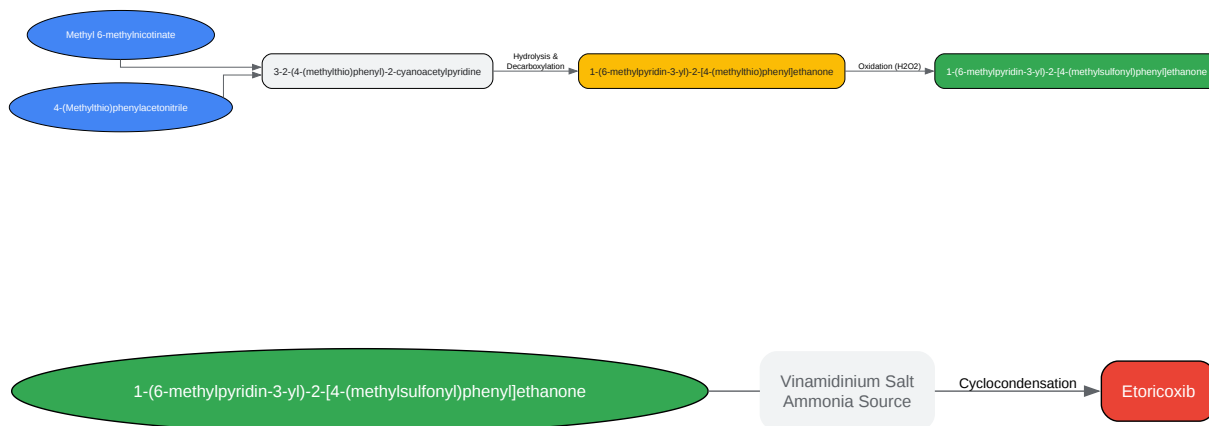 Methyl 6-methylnicotinate
4-(Methylthio)phenylacetonitrile
3-2-(4-(methylthio)phenyl)-2-cyanoacetylpyridine
Hydrolysis &
Decarboxylation
1-(6-methylpyridin-3-yl)-2-[4-(methylthio)phenyl]ethanone
Oxidation (H2O2)
1-(6-methylpyridin-3-yl)-2-[4-(methylsulfonyl)phenyl]ethanone
1-(6-methylpyridin-3-yl)-2-[4-(methylsulfonyl)phenyl]ethanone
Vinamidinium Salt
Ammonia Source
Cyclocondensation
Etoricoxib